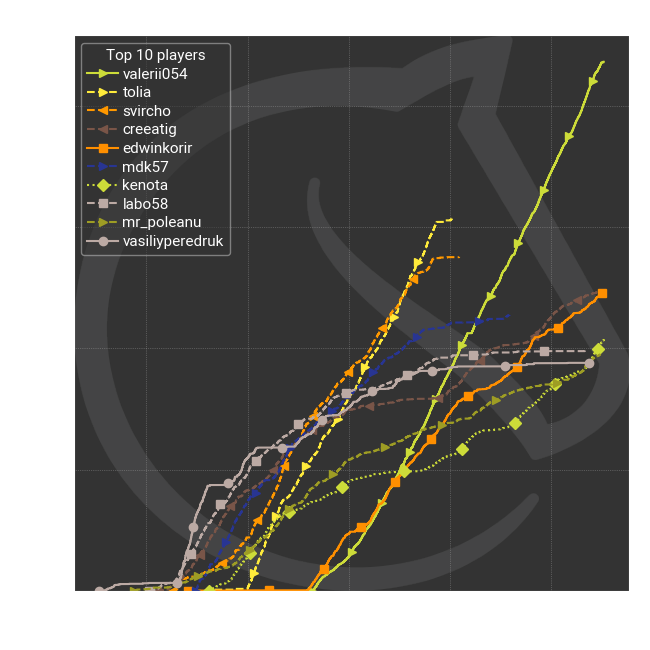 Top 10 players
valerii054
tolia
svircho
creeatig
edwinkorir
mdk57
kenota
labo58
mr_poleanu
vasiliyperedruk